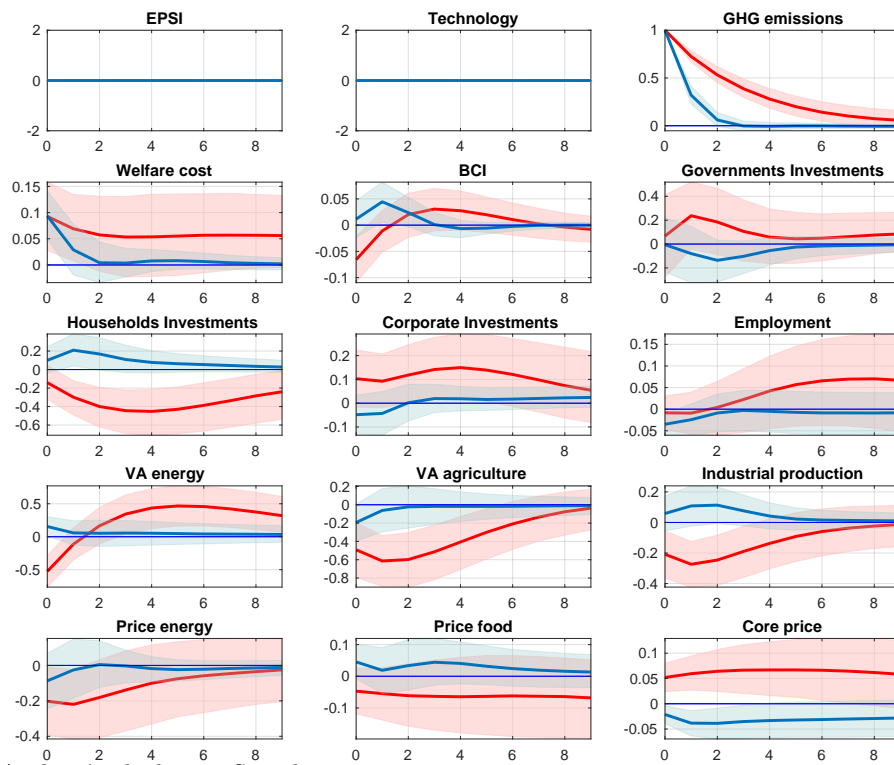 EPSI Technology GHG emissions
2 2 1
0 0 0.5
-2 -2 0
0 2 4 6 8 0 2 4 6 8 0 2 4 6 8
Welfare cost BCI Governments Investments
0.15 0.05 0.4
0.1 0 0.2
0.05 -0.05 0
0 -0.1 -0.2
0 2 4 6 8 0 2 4 6 8 0 2 4 6 8
Households Investments Corporate Investments Employment
0.2 0.2 0.15
0 0.1 0.1
-0.2 0 0.05
-0.4 -0.1 0
-0.6 -0.05
0 2 4 6 8 0 2 4 6 8 0 2 4 6 8
VA energy VA agriculture Industrial production
0.5 0.2 0.2
0 0 0
-0.5 -0.2 -0.2
-0.4 -0.4
-0.6
-0.8
0 2 4 6 8 0 2 4 6 8 0 2 4 6 8
Price energy Price food Core price
0 0.1 0.1
-0.2 0 0.05
-0.4 -0.1 0
-0.05
0 2 4 6 8 0 2 4 6 8 0 2 4 6 8